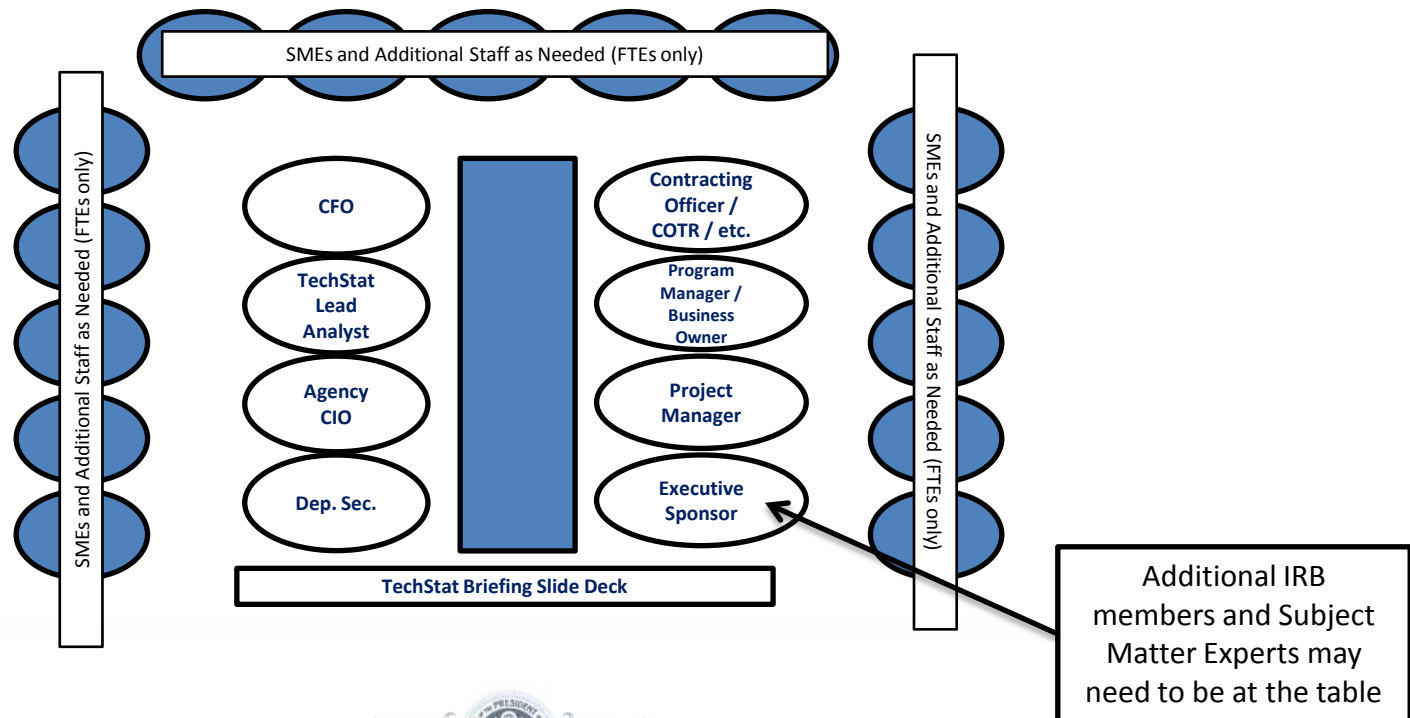 SMEs and Additional Staff as Needed (FTEs only)
SMEs and Additional Staff as Needed (FTEs only)
CFO
TechStat
Lead
Analyst
Agency
CIO
Dep. Sec.
Contracting
Officer /
COTR / etc.
Program
Manager /
Business
Owner
Project
Manager
Executive
Sponsor
SMEs and Additional Staff as Needed (FTEs only)
TechStat Briefing Slide Deck
Additional IRB
members and Subject
Matter Experts may
need to be at the table
PRESIDENT